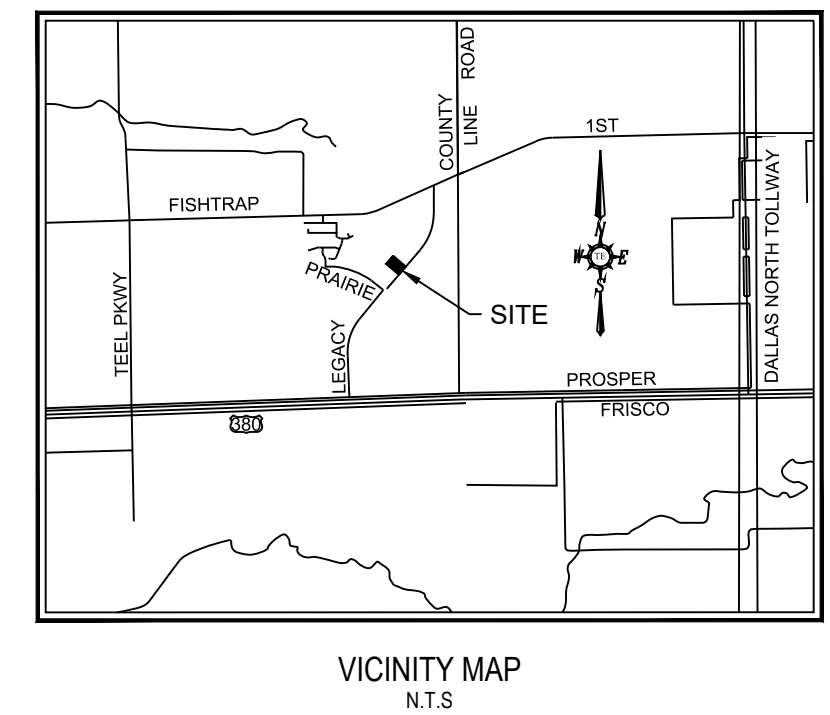 COUNTY
LINE ROAD
1ST
FISHTRAP
DALLAS NORTH TOLLWAY
N
W TE E
S
PRAIRIE
TEEL PKWY
SITE
LEGACY
PROSPER
FRISCO
380
VICINITY MAP
N.T.S